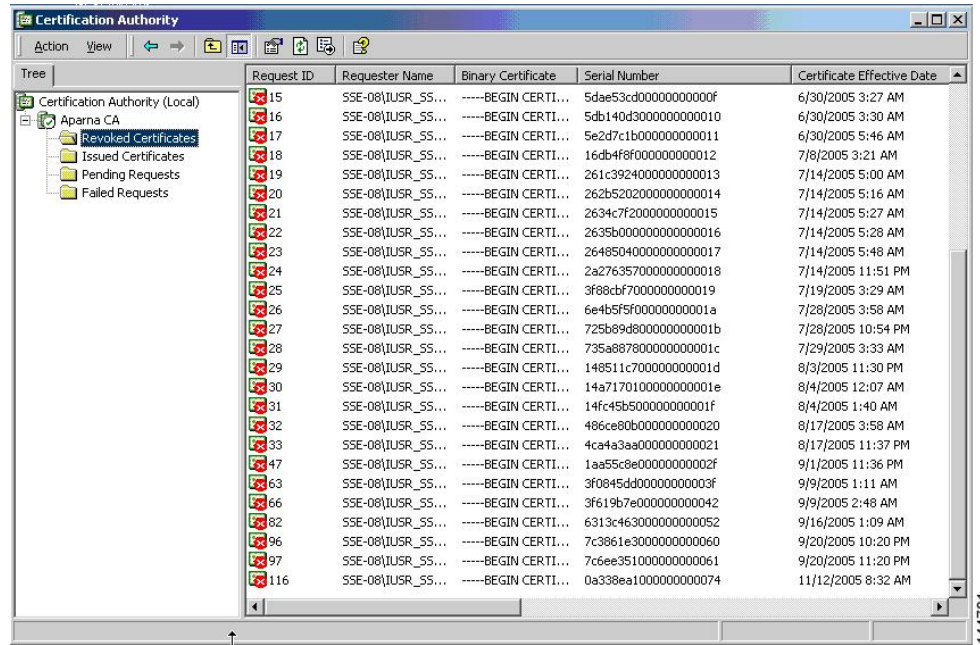 Certification Authority
Action View
Tree
Request ID Requester Name Binary Certificate Serial Number Certificate Effective Date
Certification Authority (Local)
Aparna CA
Revoked Certificates
Issued Certificates
Pending Requests
Failed Requests
15 SSE-08\IUSR_SS... -----BEGIN CERTI... 5dae53cd00000000000f 6/30/2005 3:27 AM
16 SSE-08\IUSR_SS... -----BEGIN CERTI... 5db140d3000000000010 6/30/2005 3:30 AM
17 SSE-08\IUSR_SS... -----BEGIN CERTI... 5e2d7c1b000000000011 6/30/2005 5:46 AM
18 SSE-08\IUSR_SS... -----BEGIN CERTI... 16db4f8f000000000012 7/8/2005 3:21 AM
19 SSE-08\IUSR_SS... -----BEGIN CERTI... 261c3924000000000013 7/14/2005 5:00 AM
20 SSE-08\IUSR_SS... -----BEGIN CERTI... 262b5202000000000014 7/14/2005 5:16 AM
21 SSE-08\IUSR_SS... -----BEGIN CERTI... 2634c7f2000000000015 7/14/2005 5:27 AM
22 SSE-08\IUSR_SS... -----BEGIN CERTI... 2635b000000000000016 7/14/2005 5:28 AM
23 SSE-08\IUSR_SS... -----BEGIN CERTI... 26485040000000000017 7/14/2005 5:48 AM
24 SSE-08\IUSR_SS... -----BEGIN CERTI... 2a276357000000000018 7/14/2005 11:51 PM
25 SSE-08\IUSR_SS... -----BEGIN CERTI... 3f88cbf7000000000019 7/19/2005 3:29 AM
26 SSE-08\IUSR_SS... -----BEGIN CERTI... 6e4b5f5f00000000001a 7/28/2005 3:58 AM
27 SSE-08\IUSR_SS... -----BEGIN CERTI... 725b89d800000000001b 7/28/2005 10:54 PM
28 SSE-08\IUSR_SS... -----BEGIN CERTI... 735a887800000000001c 7/29/2005 3:33 AM
29 SSE-08\IUSR_SS... -----BEGIN CERTI... 148511c700000000001d 8/3/2005 11:30 PM
30 SSE-08\IUSR_SS... -----BEGIN CERTI... 14a7170100000000001e 8/4/2005 12:07 AM
31 SSE-08\IUSR_SS... -----BEGIN CERTI... 14fc45b500000000001f 8/4/2005 1:40 AM
32 SSE-08\IUSR_SS... -----BEGIN CERTI... 486ce80b000000000020 8/17/2005 3:58 AM
33 SSE-08\IUSR_SS... -----BEGIN CERTI... 4ca4a3aa000000000021 8/17/2005 11:37 PM
47 SSE-08\IUSR_SS... -----BEGIN CERTI... 1aa55c8e00000000002f 9/1/2005 11:36 PM
63 SSE-08\IUSR_SS... -----BEGIN CERTI... 3f0845dd00000000003f 9/9/2005 1:11 AM
66 SSE-08\IUSR_SS... -----BEGIN CERTI... 3f619b7e000000000042 9/9/2005 2:48 AM
82 SSE-08\IUSR_SS... -----BEGIN CERTI... 6313c463000000000052 9/16/2005 1:09 AM
96 SSE-08\IUSR_SS... -----BEGIN CERTI... 7c3861e3000000000060 9/20/2005 10:20 PM
97 SSE-08\IUSR_SS... -----BEGIN CERTI... 7c6ee351000000000061 9/20/2005 11:20 PM
116 SSE-08\IUSR_SS... -----BEGIN CERTI... 0a338ea1000000000074 11/12/2005 8:32 AM